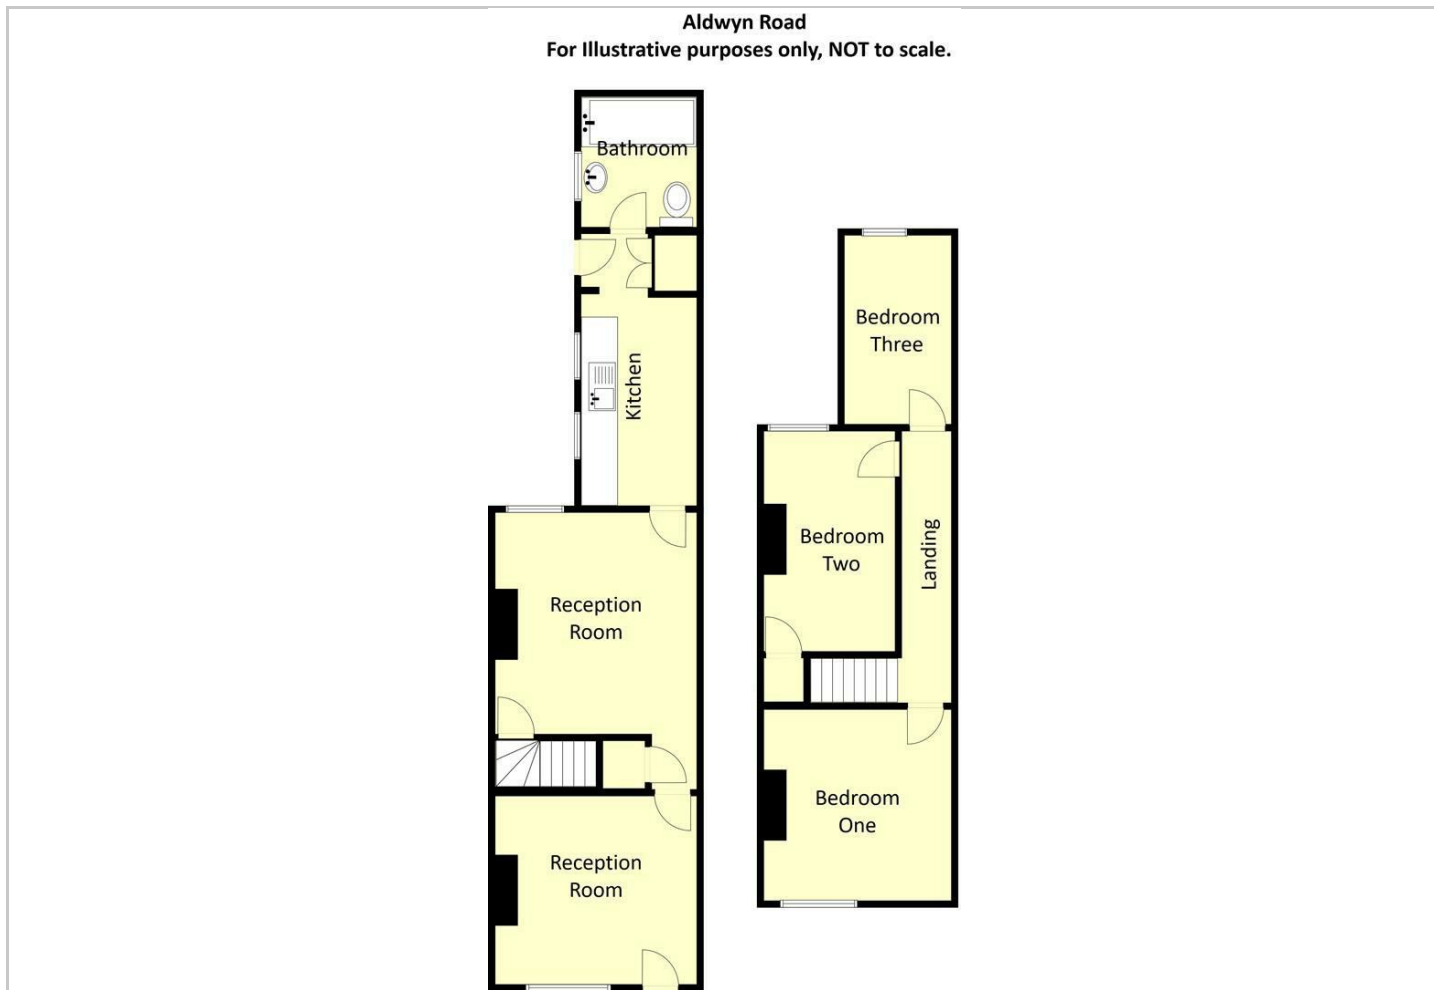 Aldwyn Road
For Illustrative purposes only, NOT to scale.
Bathroom
Kitchen
Reception
Room
Reception
Room
Bedroom
Three
Bedroom
Two
Landing
Bedroom
One